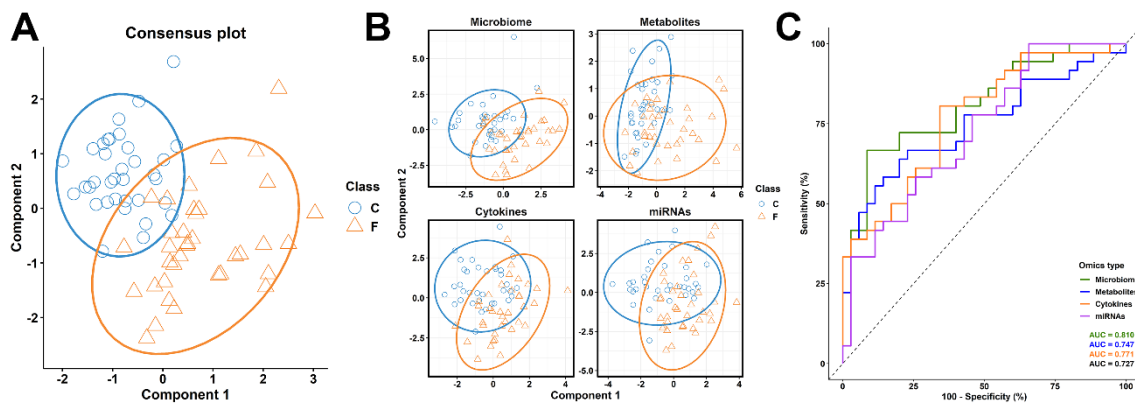 A
Consensus plot
2
1
0
-1
-2
Component 2
-2
-1
0
1
2
3
Component 1
Class
C
F
B
Microbiome
5.0
2.5
0.0
-2.5
-2.5
0.0
2.5
Metabolites
3
2
1
0
-1
-2
-2
0
2
4
6
Cytokines
5.0
2.5
0.0
-2.5
-5.0
-2
0
2
4
miRNAs
4
2
0
-2
-4
-2
0
2
4
Component 2
Component 1
Class
C
F
C
100
75
50
25
0
Sensitivity (%)
0
25
50
75
100
100 - Specificity (%)
Omics type
Microbiom
Metabolites
Cytokines
miRNAs
AUC = 0.810
AUC = 0.747
AUC = 0.771
AUC = 0.727